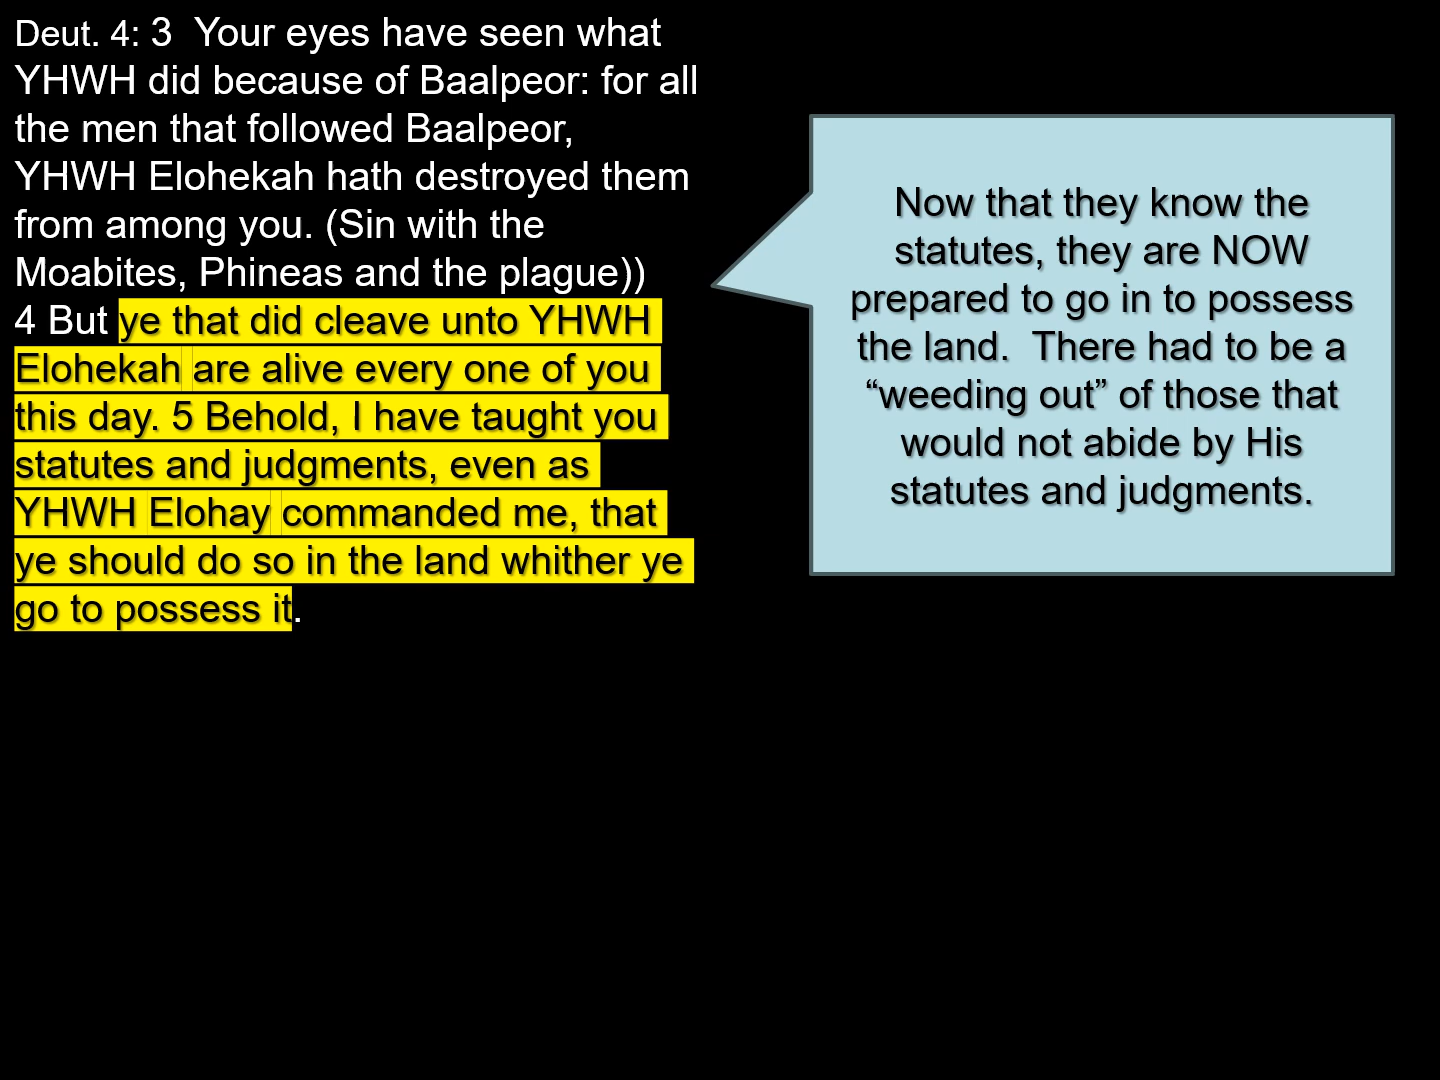 Deut. 4: 3  Your eyes have seen what
YHWH did because of Baalpeor: for all
the men that followed Baalpeor,
YHWH Elohekah hath destroyed them
from among you. (Sin with the
Moabites, Phineas and the plague))
4 But ye that did cleave unto YHWH
Elohekah are alive every one of you
this day. 5 Behold, I have taught you
statutes and judgments, even as
YHWH Elohay commanded me, that
ye should do so in the land whither ye
go to possess it.
Now that they know the
statutes, they are NOW
prepared to go in to possess
the land.  There had to be a
“weeding out” of those that
would not abide by His
statutes and judgments.